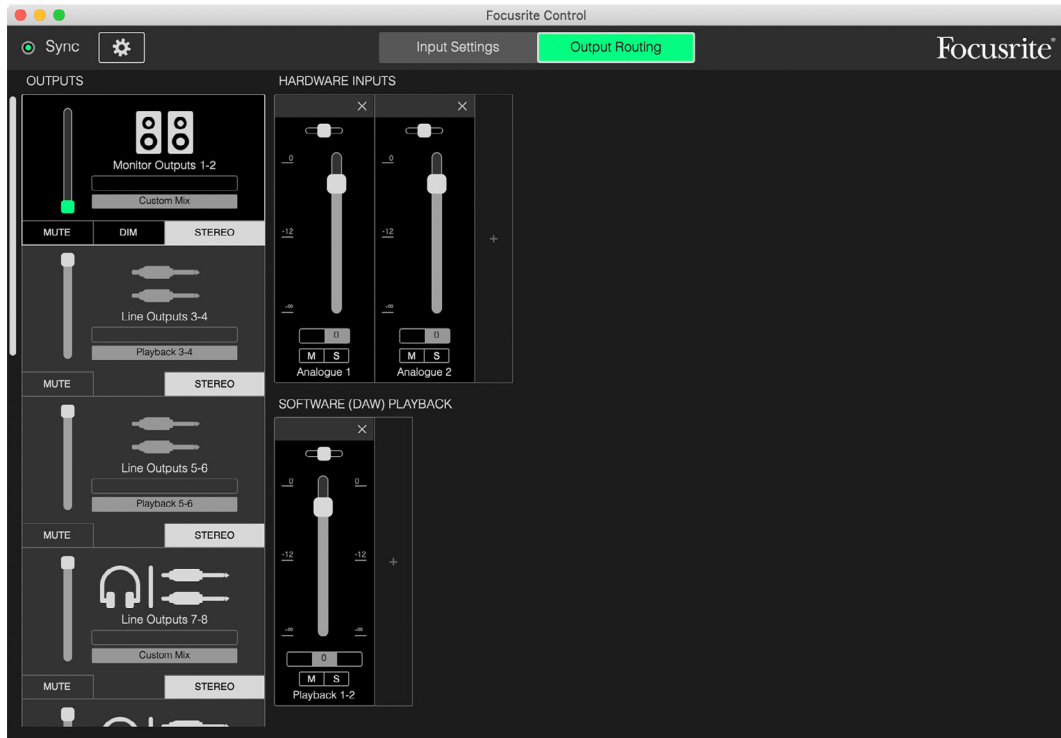 Focusrite Control
Sync
Input Settings
Output Routing
Focusrite®
OUTPUTS
Monitor Outputs 1-2
Custom Mix
MUTE DIM STEREO
Line Outputs 3-4
Playback 3-4
MUTE STEREO
Line Outputs 5-6
Playback 5-6
MUTE STEREO
Line Outputs 7-8
Custom Mix
MUTE STEREO
HARDWARE INPUTS
0
-12
-∞
0
M S
Analogue 1
0
-12
-∞
0
M S
Analogue 2
+
SOFTWARE (DAW) PLAYBACK
0 0
-12 -12
-∞ -∞
0
M S
Playback 1-2
+